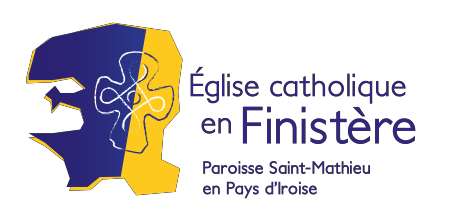 Église catholique
en Finistère
Paroisse Saint-Mathieu
en Pays d'Iroise